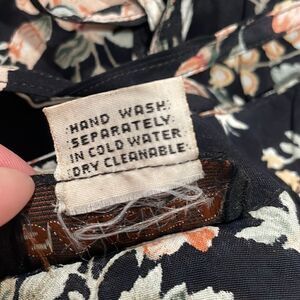 HAND WASH
SEPARATELY
IN COLD WATER
DRY CLEANABLE